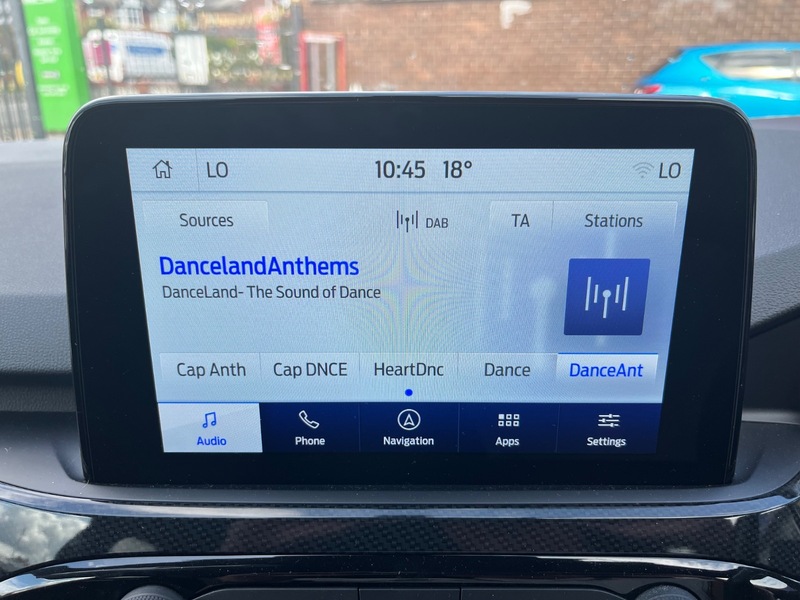 LO 10:45 18° LO
Sources DAB TA Stations
DancelandAnthems
DanceLand- The Sound of Dance
Cap Anth Cap DNCE HeartDnc Dance DanceAnt
Audio Phone Navigation Apps Settings